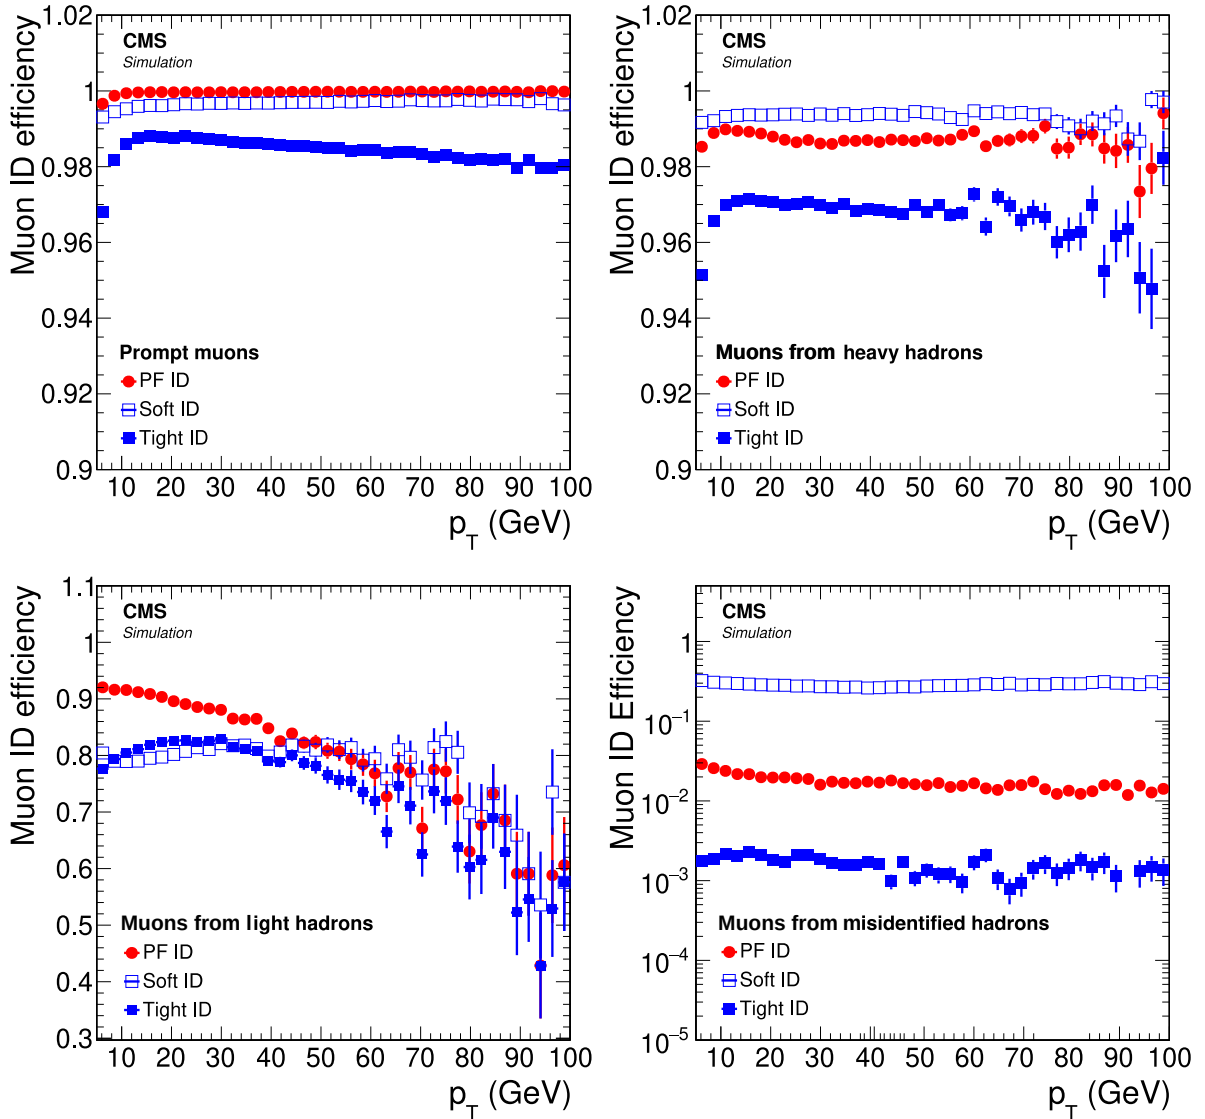 CMS
Simulation
Muon ID efficiency
1.02
1
0.98
0.96
0.94
0.92
0.9
Prompt muons
PF ID
Soft ID
Tight ID
10 20 30 40 50 60 70 80 90 100
p_T (GeV)
CMS
Simulation
Muon ID efficiency
1.02
1
0.98
0.96
0.94
0.92
0.9
Muons from heavy hadrons
PF ID
Soft ID
Tight ID
10 20 30 40 50 60 70 80 90 100
p_T (GeV)
CMS
Simulation
Muon ID efficiency
1.1
1
0.9
0.8
0.7
0.6
0.5
0.4
0.3
Muons from light hadrons
PF ID
Soft ID
Tight ID
10 20 30 40 50 60 70 80 90 100
p_T (GeV)
CMS
Simulation
Muon ID Efficiency
1
10⁻¹
10⁻²
10⁻³
10⁻⁴
10⁻⁵
Muons from misidentified hadrons
PF ID
Soft ID
Tight ID
10 20 30 40 50 60 70 80 90 100
p_T (GeV)